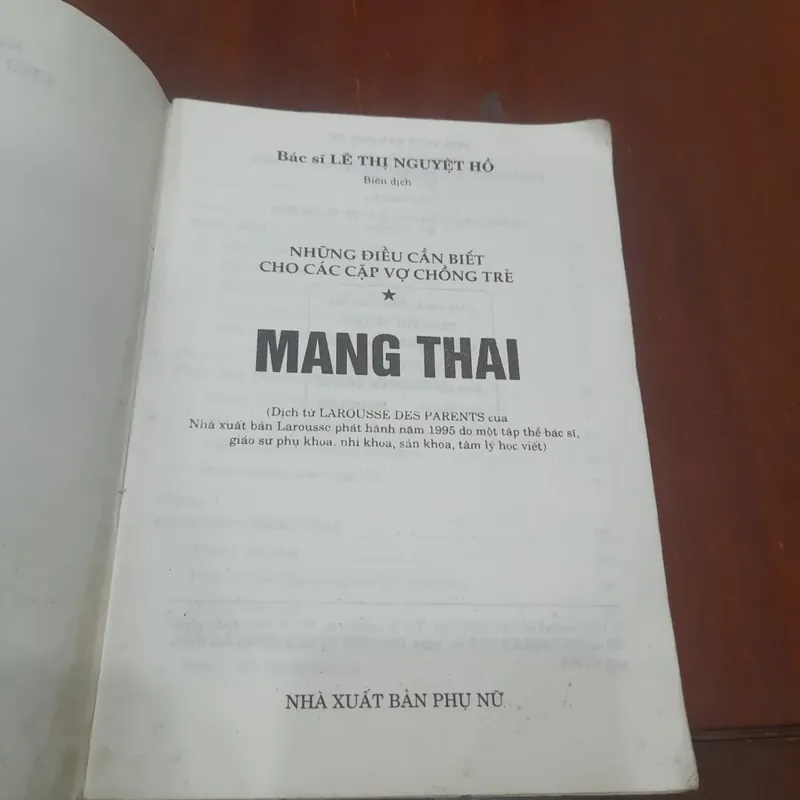 Bác sĩ LÊ THỊ NGUYỆT HỒ
Biên dịch
NHỮNG ĐIỀU CẦN BIẾT
CHO CÁC CẶP VỢ CHỒNG TRẺ
★
MANG THAI
(Dịch từ LAROUSSE DES PARENTS của
Nhà xuất bản Larousse phát hành năm 1995 do một tập thể bác sĩ,
giáo sư phụ khoa, nhi khoa, sản khoa, tâm lý học viết)
NHÀ XUẤT BẢN PHỤ NỮ